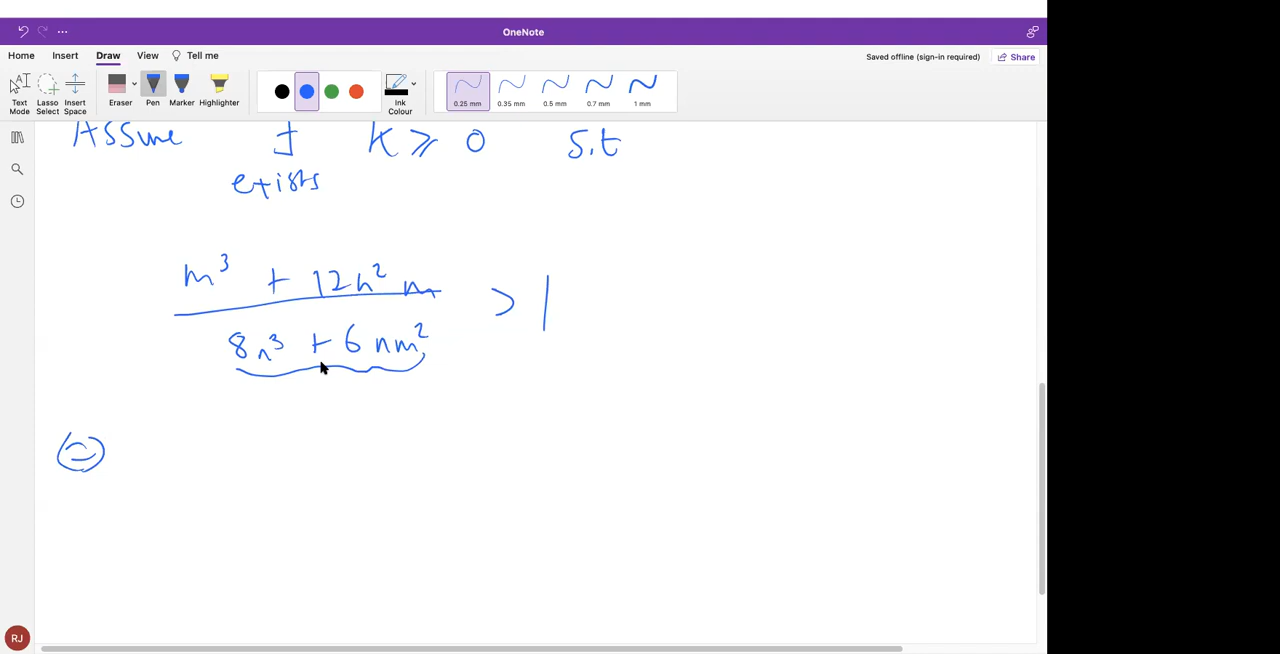 OneNote
Home Insert Draw View Tell me
Saved offline (sign-in required) Share
Text Mode Lasso Select Insert Space Eraser Pen Marker Highlighter Ink Colour 0.25 mm 0.35 mm 0.5 mm 0.7 mm 1 mm
Assume ∃ K ≥ 0 s.t
exists
m³ + 12n²m
> 1
8n³ + 6nm²
RJ